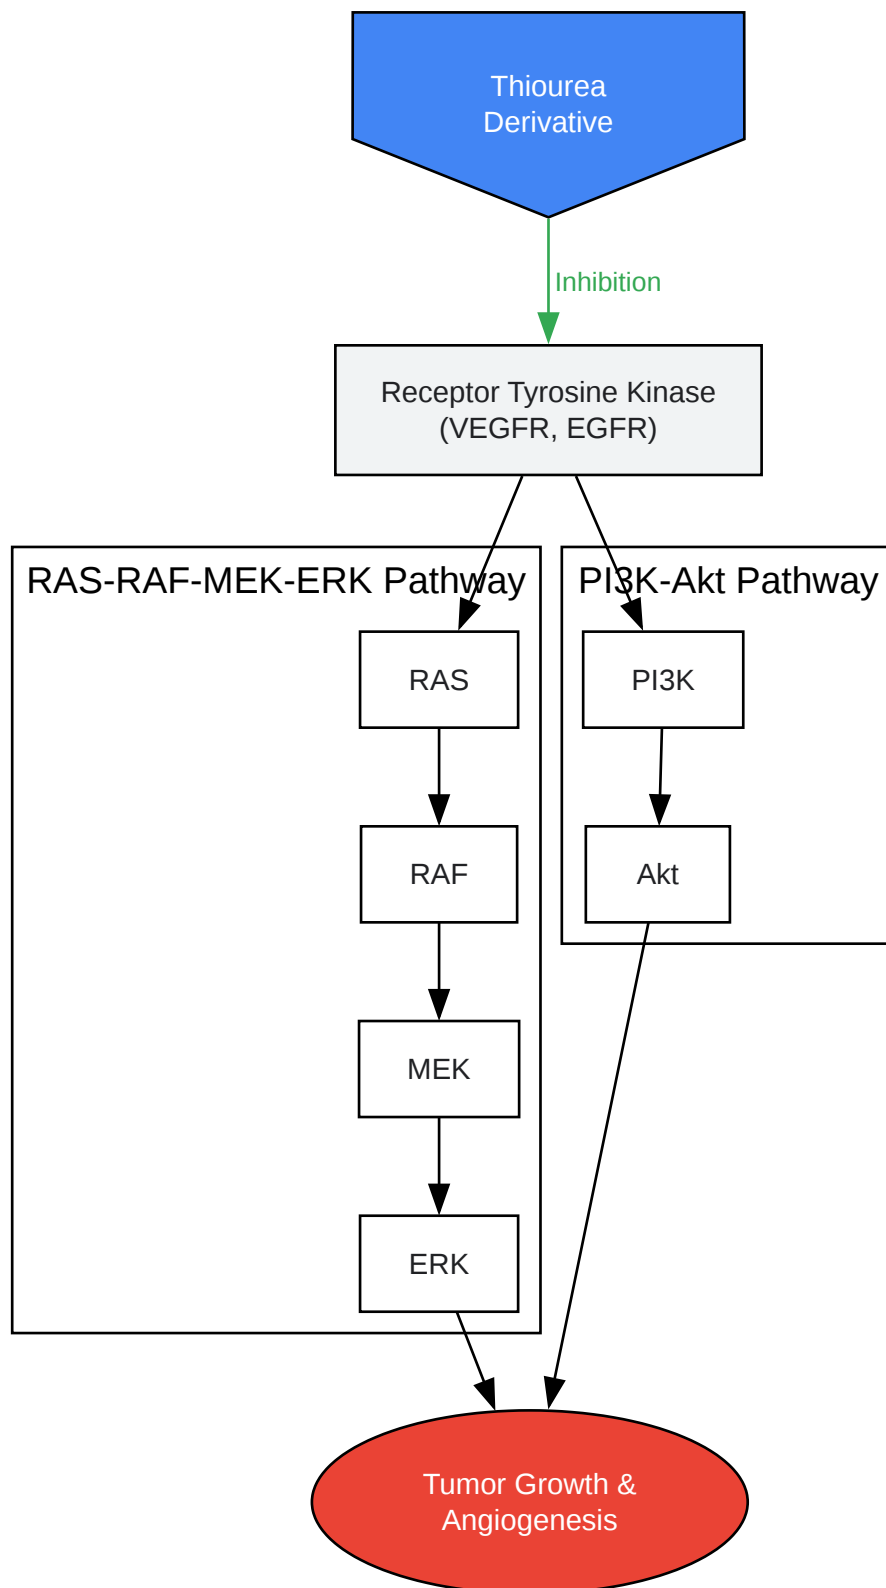 Thiourea
Derivative
Inhibition
Receptor Tyrosine Kinase
(VEGFR, EGFR)
RAS-RAF-MEK-ERK Pathway
PI3K-Akt Pathway
RAS
PI3K
RAF
Akt
MEK
ERK
Tumor Growth &
Angiogenesis